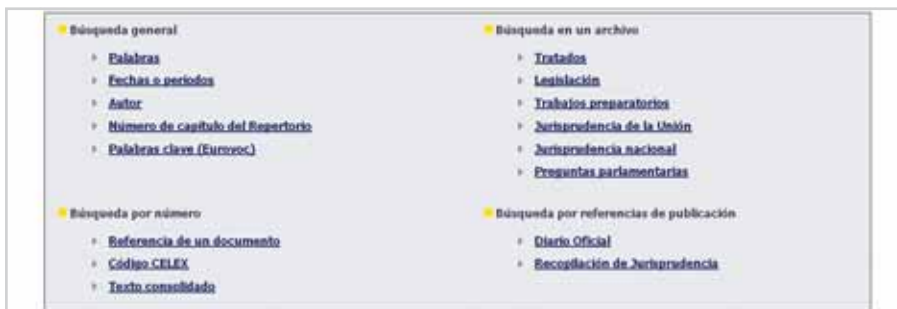 Búsqueda general
Palabras
Fechas o periodos
Autor
Número de capítulo del Repertorio
Palabras clave (Eurovoc)
Búsqueda en un archivo
Tratados
Legislación
Trabajos preparatorios
Jurisprudencia de la Unión
Jurisprudencia nacional
Preguntas parlamentarias
Búsqueda por número
Referencia de un documento
Código CELEX
Texto consolidado
Búsqueda por referencias de publicación
Diario Oficial
Recopilación de Jurisprudencia